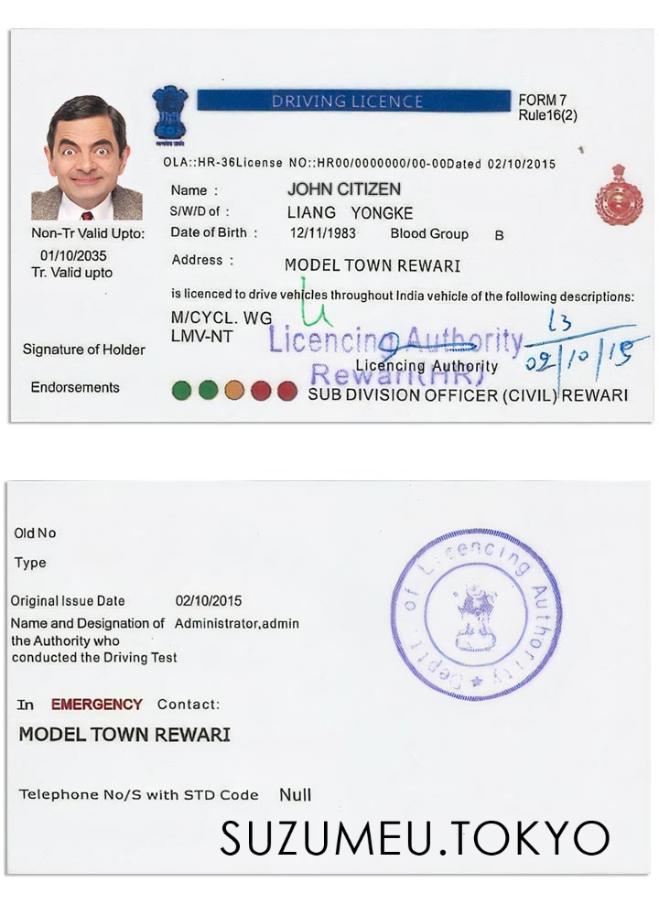 DRIVING LICENCE
FORM 7
Rule16(2)
OLA::HR-36License NO::HR00/0000000/00-00Dated 02/10/2015
Name : JOHN CITIZEN
S/W/D of : LIANG YONGKE
Non-Tr Valid Upto: Date of Birth : 12/11/1983 Blood Group B
01/10/2035
Tr. Valid upto
Address : MODEL TOWN REWARI
is licenced to drive vehicles throughout India vehicle of the following descriptions:
M/CYCL. WG
LMV-NT
Licencing Authority
Rewari(HR)
13
02/10/15
Signature of Holder
Licencing Authority
Endorsements
SUB DIVISION OFFICER (CIVIL) REWARI
Old No
Type
Original Issue Date 02/10/2015
Name and Designation of Administrator,admin
the Authority who
conducted the Driving Test
Deptt. of Licencing Authority
In EMERGENCY Contact:
MODEL TOWN REWARI
Telephone No/S with STD Code Null
SUZUMEU.TOKYO